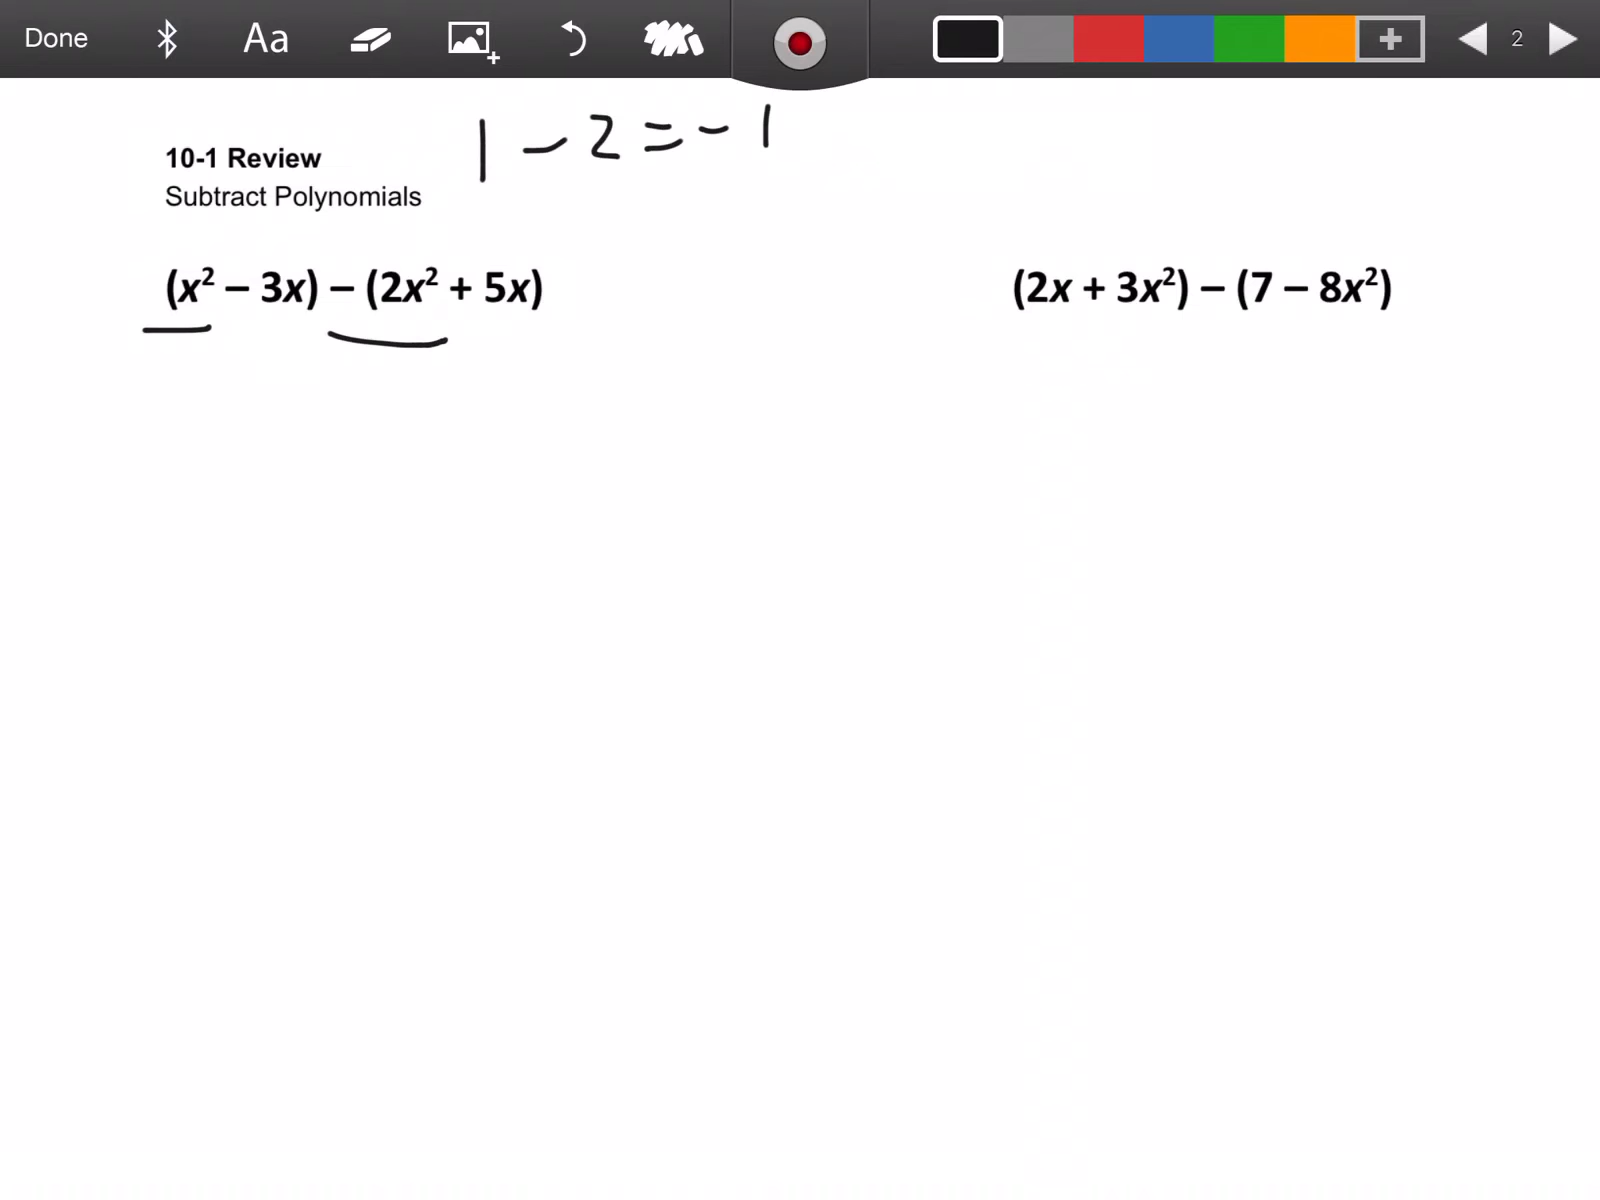 Done Aa 2
1 - 2 = - 1
10-1 Review
Subtract Polynomials
(x² – 3x) – (2x² + 5x)
(2x + 3x²) – (7 – 8x²)